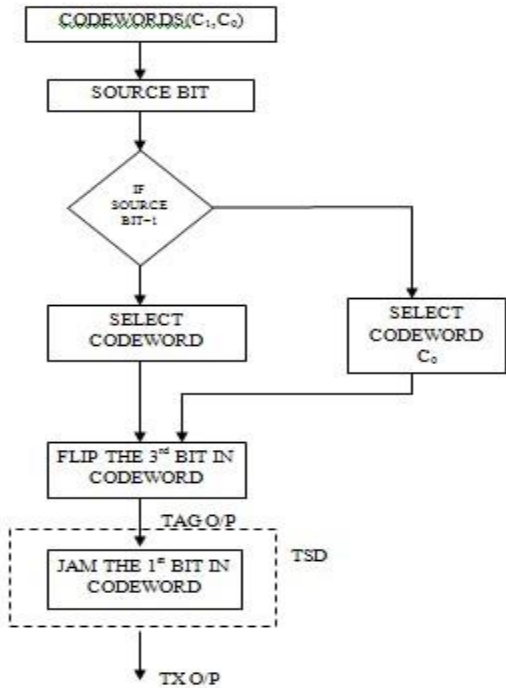 CODEWORDS(C₁,C₀)
SOURCE BIT
IF
SOURCE
BIT=1
SELECT
CODEWORD
SELECT
CODEWORD
C₀
FLIP THE 3rd BIT IN
CODEWORD
TAG O/P
JAM THE 1st BIT IN
CODEWORD
TSD
TX O/P